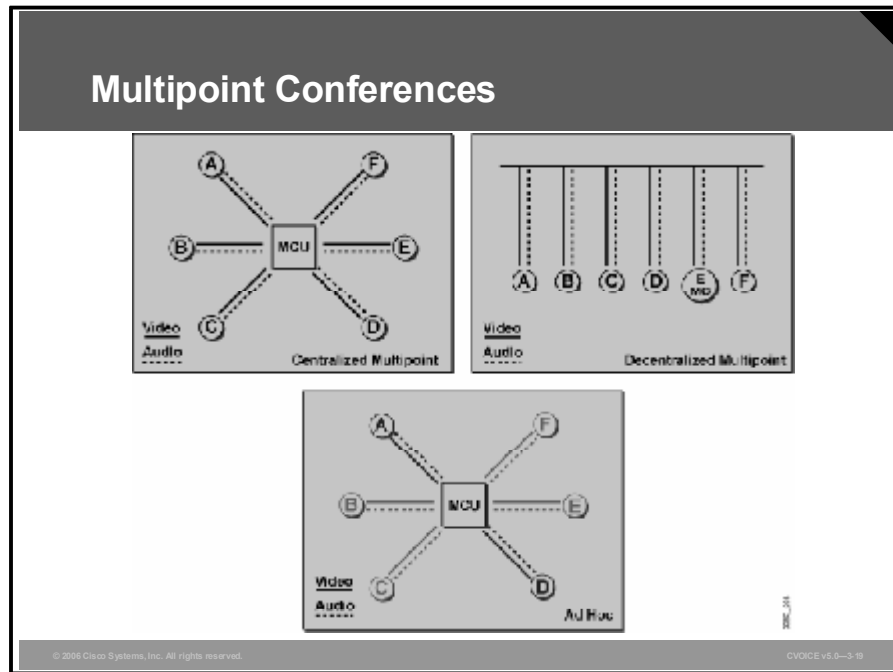 Multipoint Conferences
A
F
B
MCU
E
C
D
Video
Audio
Centralized Multipoint
A
B
C
D
E
MC
F
Video
Audio
Decentralized Multipoint
A
F
B
MCU
E
C
D
Video
Audio
Ad Hoc
© 2006 Cisco Systems, Inc. All rights reserved.
CVOICE v5.0—3-19